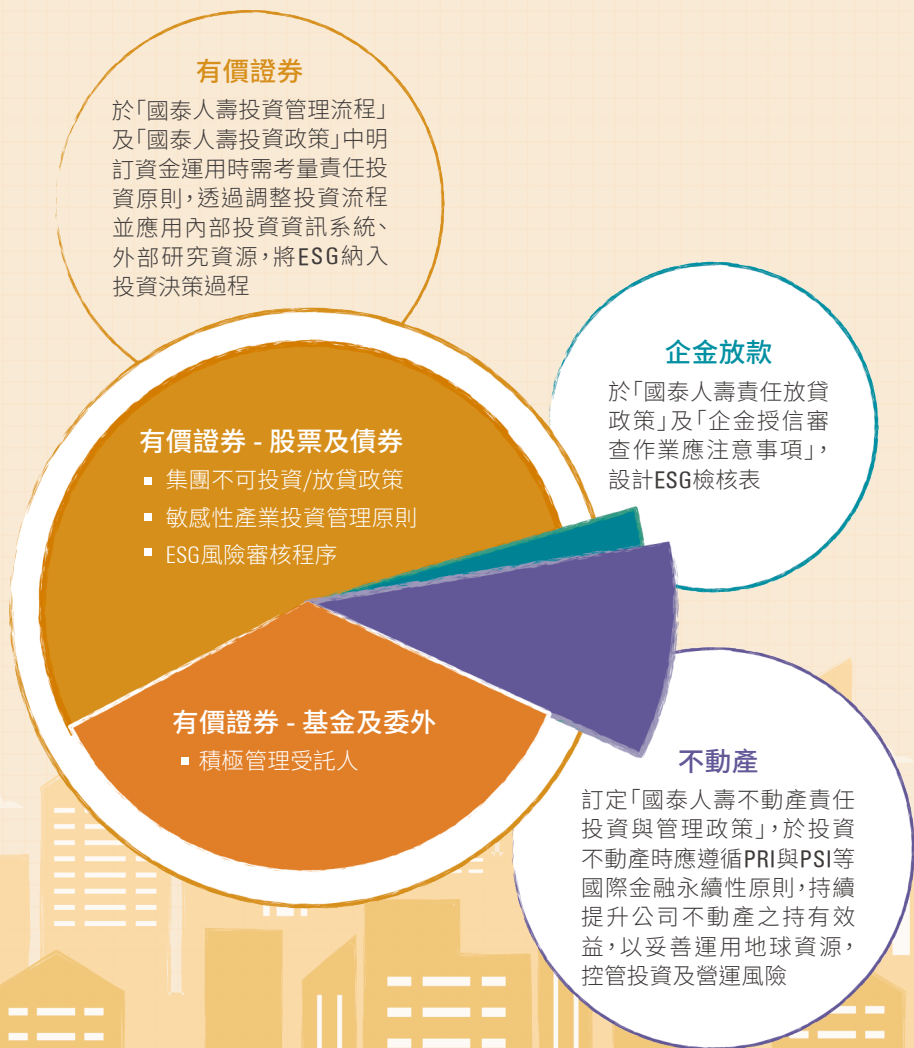 有價證券
於「國泰人壽投資管理流程」
及「國泰人壽投資政策」中明
訂資金運用時需考量責任投
資原則，透過調整投資流程
並應用內部投資資訊系統、
外部研究資源，將ESG納入
投資決策過程
企金放款
於「國泰人壽責任放貸
政策」及「企金授信審
查作業應注意事項」，
設計ESG檢核表
有價證券 - 股票及債券
▪ 集團不可投資/放貸政策
▪ 敏感性產業投資管理原則
▪ ESG風險審核程序
有價證券 - 基金及委外
▪ 積極管理受託人
不動產
訂定「國泰人壽不動產責任
投資與管理政策」，於投資
不動產時應遵循PRI與PSI等
國際金融永續性原則，持續
提升公司不動產之持有效
益，以妥善運用地球資源，
控管投資及營運風險